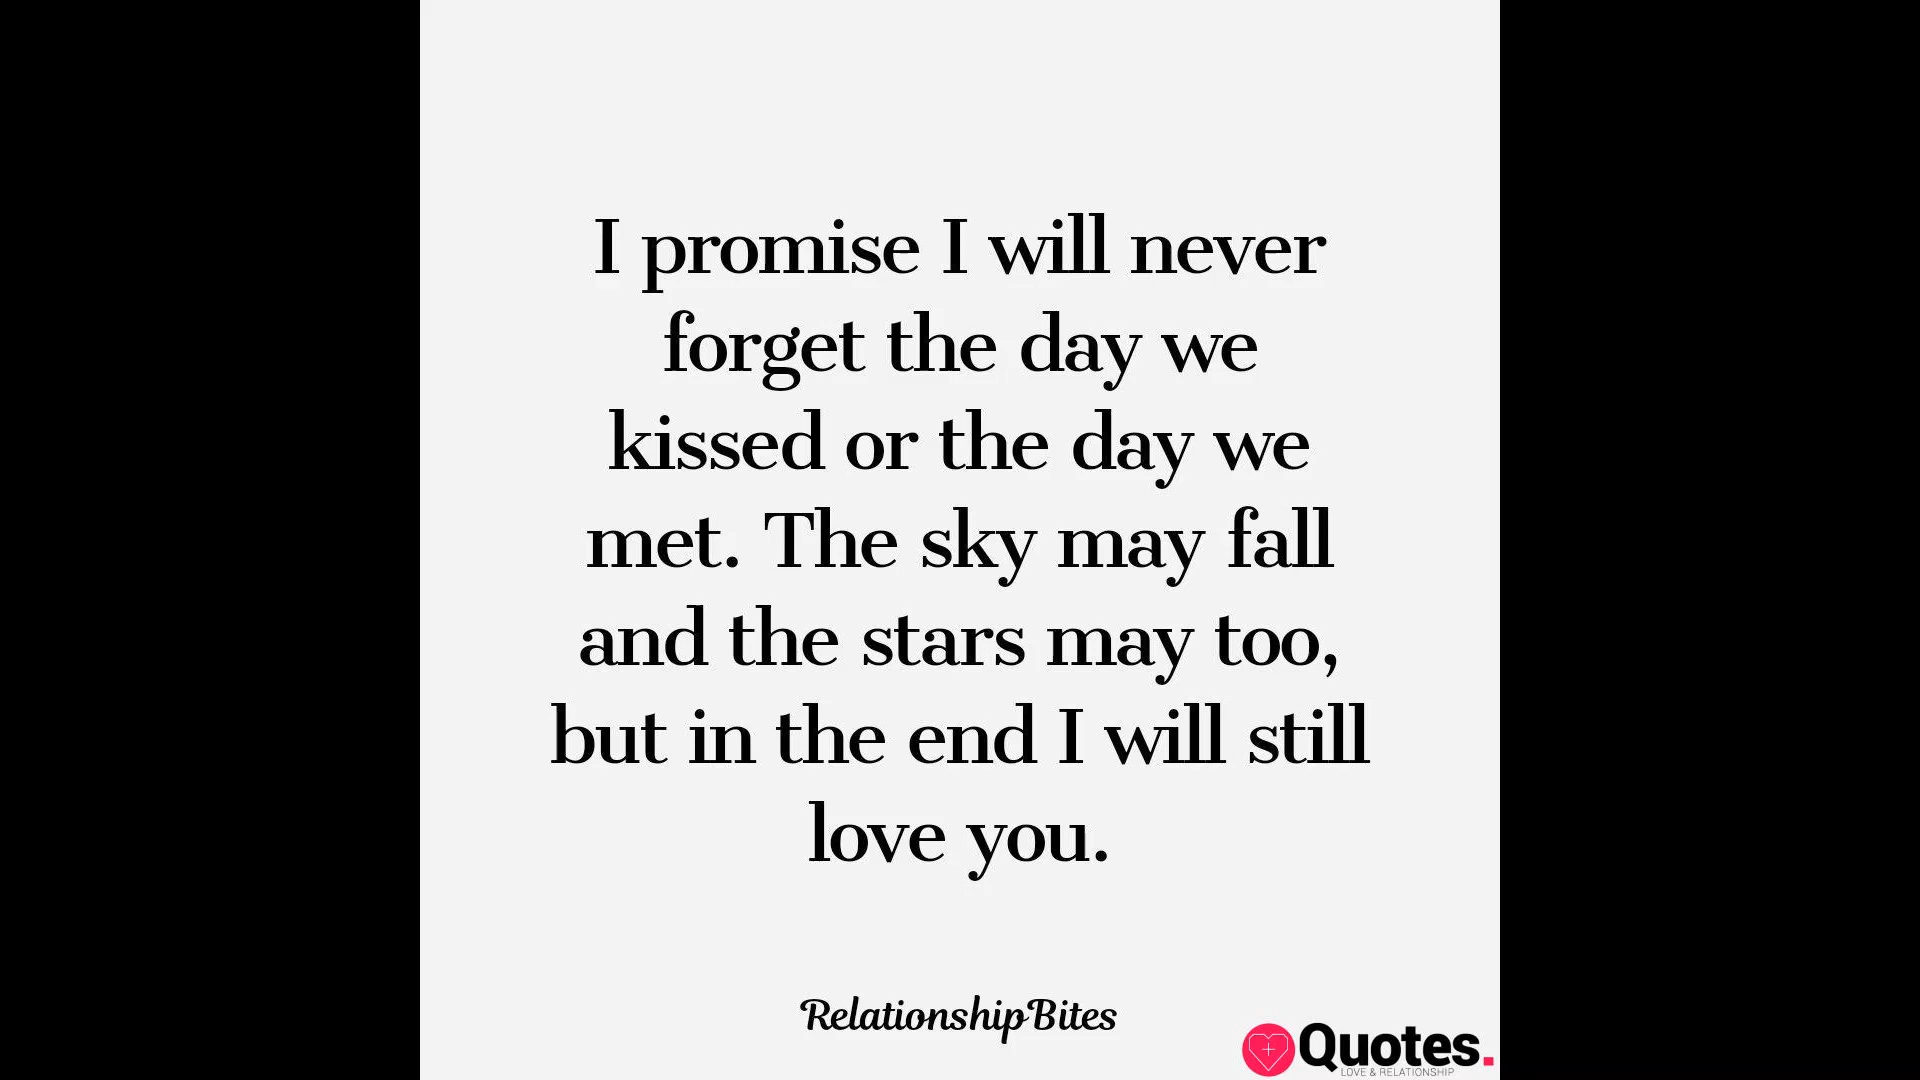 I promise I will never
forget the day we
kissed or the day we
met. The sky may fall
and the stars may too,
but in the end I will still
love you.
RelationshipBites
Quotes.
LOVE & RELATIONSHIP